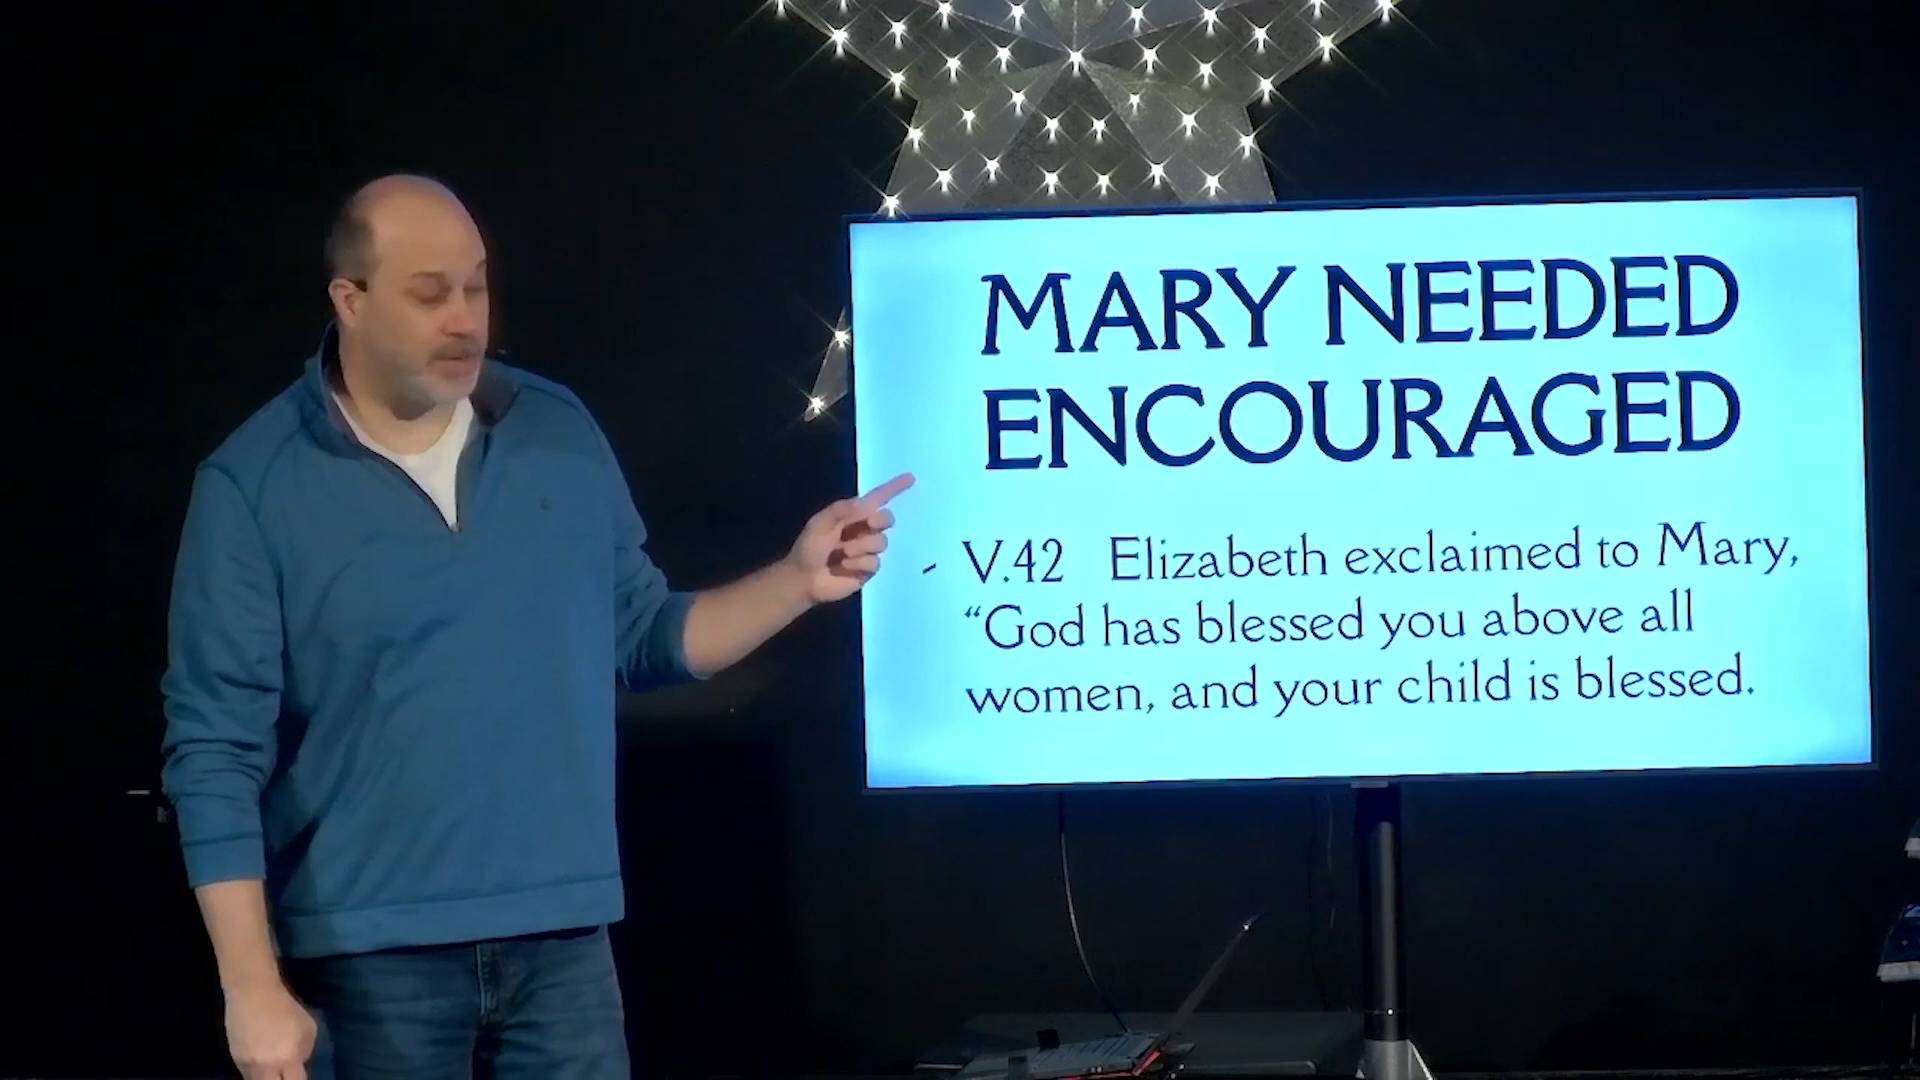 MARY NEEDED
ENCOURAGED
- V.42 Elizabeth exclaimed to Mary,
“God has blessed you above all
women, and your child is blessed.